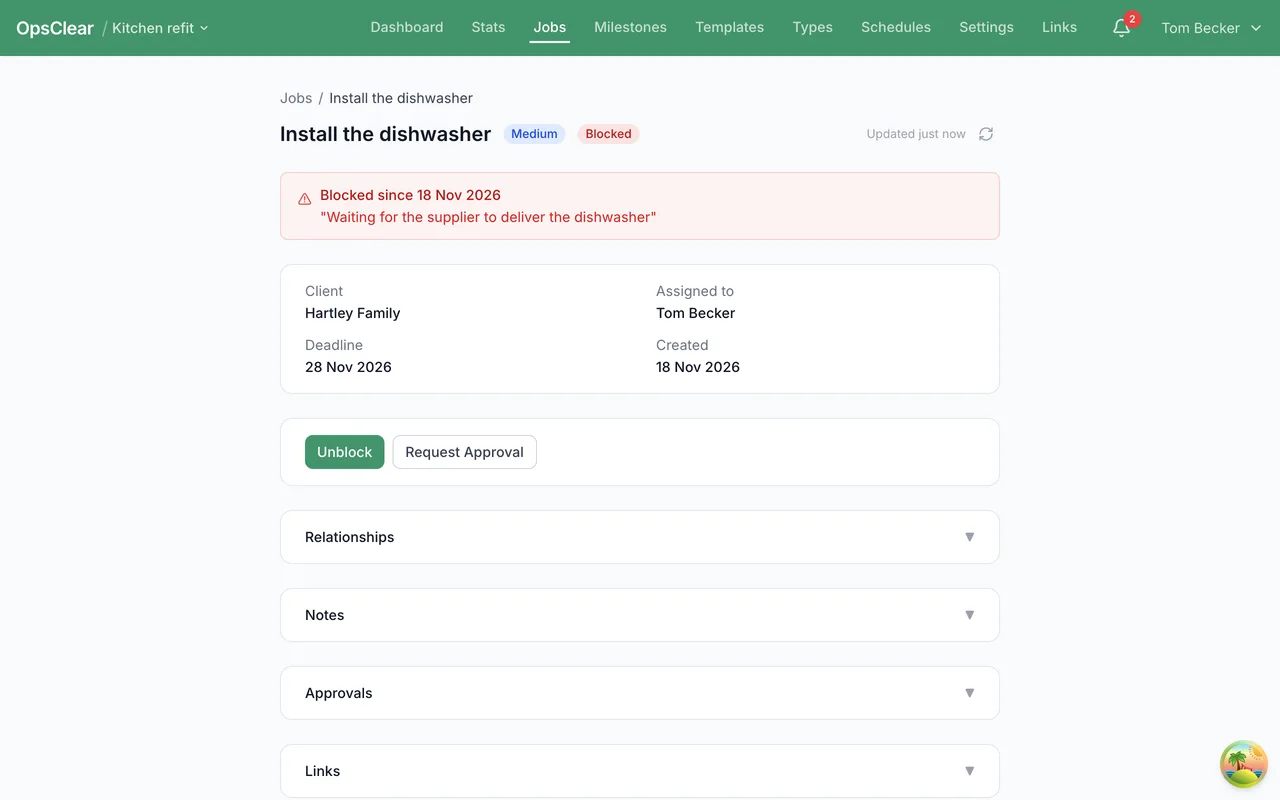 OpsClear / Kitchen refit Dashboard Stats Jobs Milestones Templates Types Schedules Settings Links 2 Tom Becker
Jobs / Install the dishwasher
Install the dishwasher Medium Blocked Updated just now
Blocked since 18 Nov 2026
"Waiting for the supplier to deliver the dishwasher"
Client Assigned to
Hartley Family Tom Becker
Deadline Created
28 Nov 2026 18 Nov 2026
Unblock Request Approval
Relationships
Notes
Approvals
Links